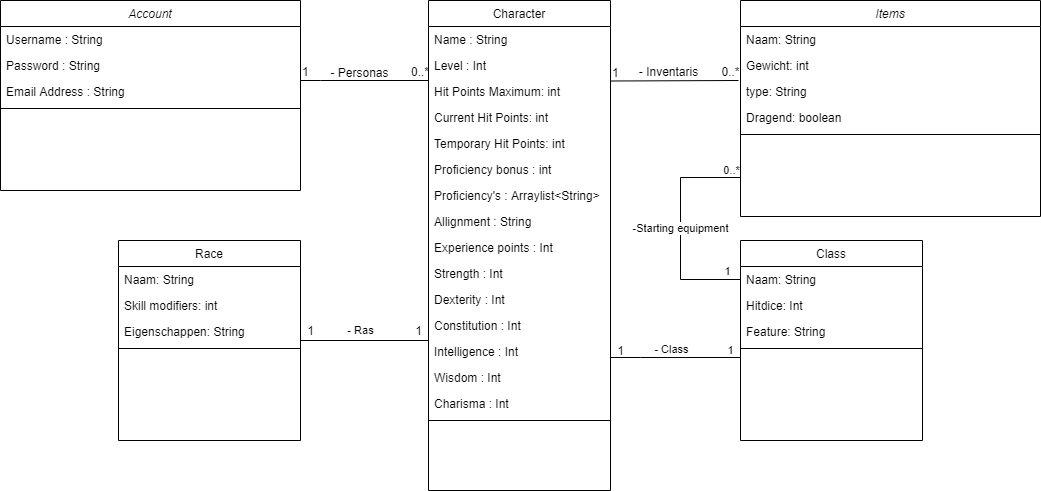 Account
Username : String
Password : String
Email Address : String
1
- Personas
0..*
Character
Name : String
Level : Int
Hit Points Maximum: int
Current Hit Points: int
Temporary Hit Points: int
Proficiency bonus : int
Proficiency's : Arraylist<String>
Allignment : String
Experience points : Int
Strength : Int
Dexterity : Int
Constitution : Int
Intelligence : Int
Wisdom : Int
Charisma : Int
1
- Inventaris
0..*
Items
Naam: String
Gewicht: int
type: String
Dragend: boolean
0..*
-Starting equipment
1
Race
Naam: String
Skill modifiers: int
Eigenschappen: String
1
- Ras
1
1
- Class
1
Class
Naam: String
Hitdice: Int
Feature: String